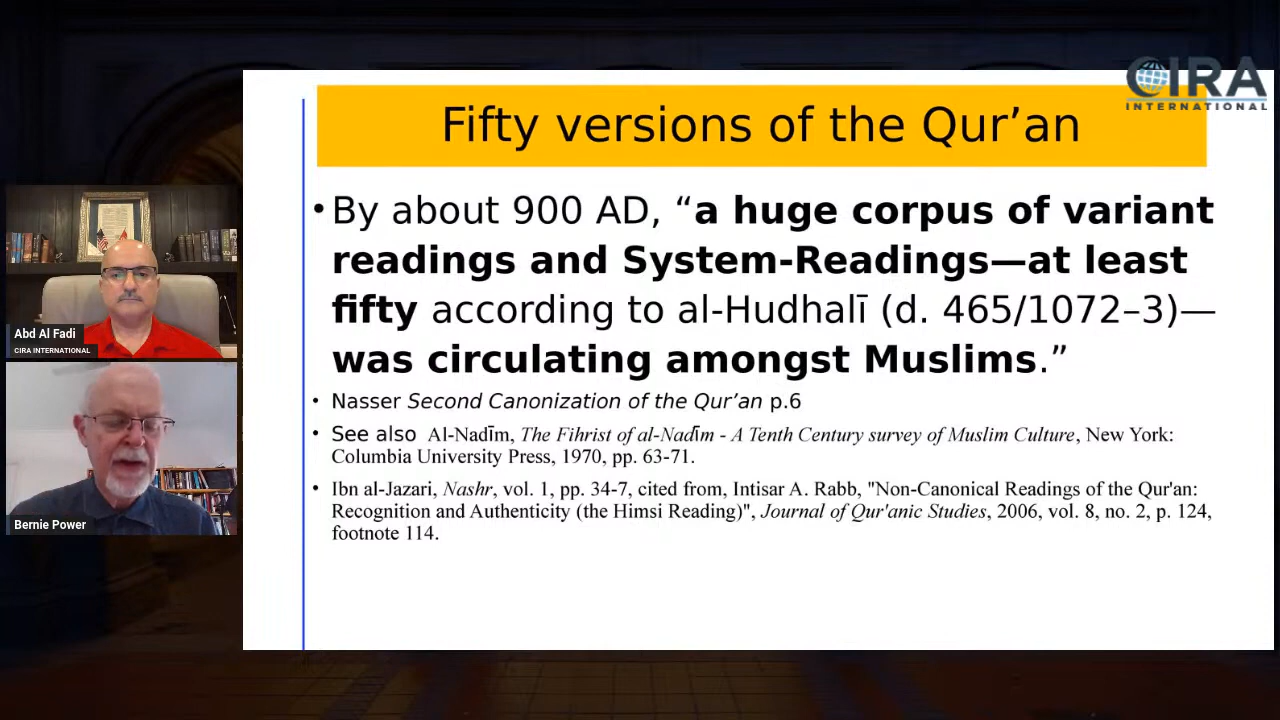 CIRA
INTERNATIONAL
Fifty versions of the Qur’an
• By about 900 AD, “a huge corpus of variant
readings and System-Readings—at least
fifty according to al-Hudhalī (d. 465/1072–3)—
was circulating amongst Muslims.”
• Nasser Second Canonization of the Qur’an p.6
• See also Al-Nadīm, The Fihrist of al-Nadīm - A Tenth Century survey of Muslim Culture, New York:
Columbia University Press, 1970, pp. 63-71.
• Ibn al-Jazari, Nashr, vol. 1, pp. 34-7, cited from, Intisar A. Rabb, "Non-Canonical Readings of the Qur'an:
Recognition and Authenticity (the Himsi Reading)", Journal of Qur'anic Studies, 2006, vol. 8, no. 2, p. 124,
footnote 114.
Abd Al Fadi
CIRA INTERNATIONAL
Bernie Power